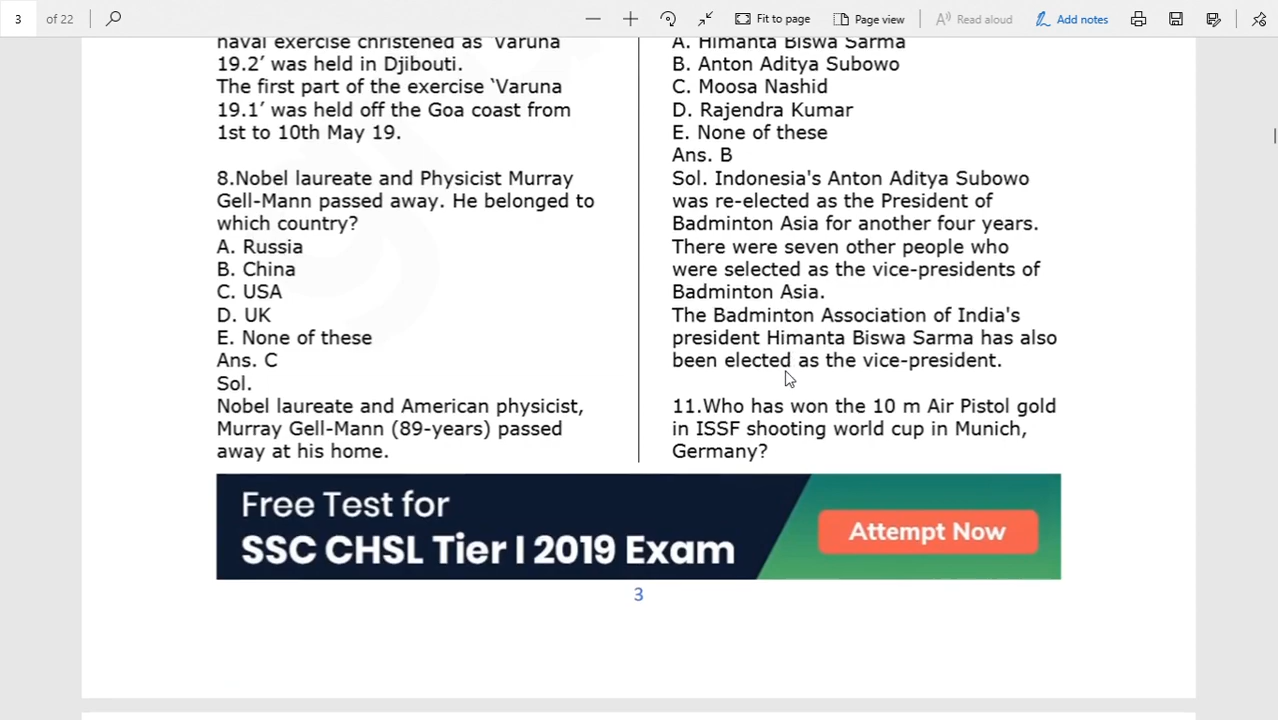 3
of 22
Fit to page
Page view
Read aloud
Add notes
naval exercise christened as ‘Varuna
19.2’ was held in Djibouti.
The first part of the exercise ‘Varuna
19.1’ was held off the Goa coast from
1st to 10th May 19.
8.Nobel laureate and Physicist Murray
Gell-Mann passed away. He belonged to
which country?
A. Russia
B. China
C. USA
D. UK
E. None of these
Ans. C
Sol.
Nobel laureate and American physicist,
Murray Gell-Mann (89-years) passed
away at his home.
A. Himanta Biswa Sarma
B. Anton Aditya Subowo
C. Moosa Nashid
D. Rajendra Kumar
E. None of these
Ans. B
Sol. Indonesia's Anton Aditya Subowo
was re-elected as the President of
Badminton Asia for another four years.
There were seven other people who
were selected as the vice-presidents of
Badminton Asia.
The Badminton Association of India's
president Himanta Biswa Sarma has also
been elected as the vice-president.
11.Who has won the 10 m Air Pistol gold
in ISSF shooting world cup in Munich,
Germany?
Free Test for
SSC CHSL Tier I 2019 Exam
Attempt Now
3